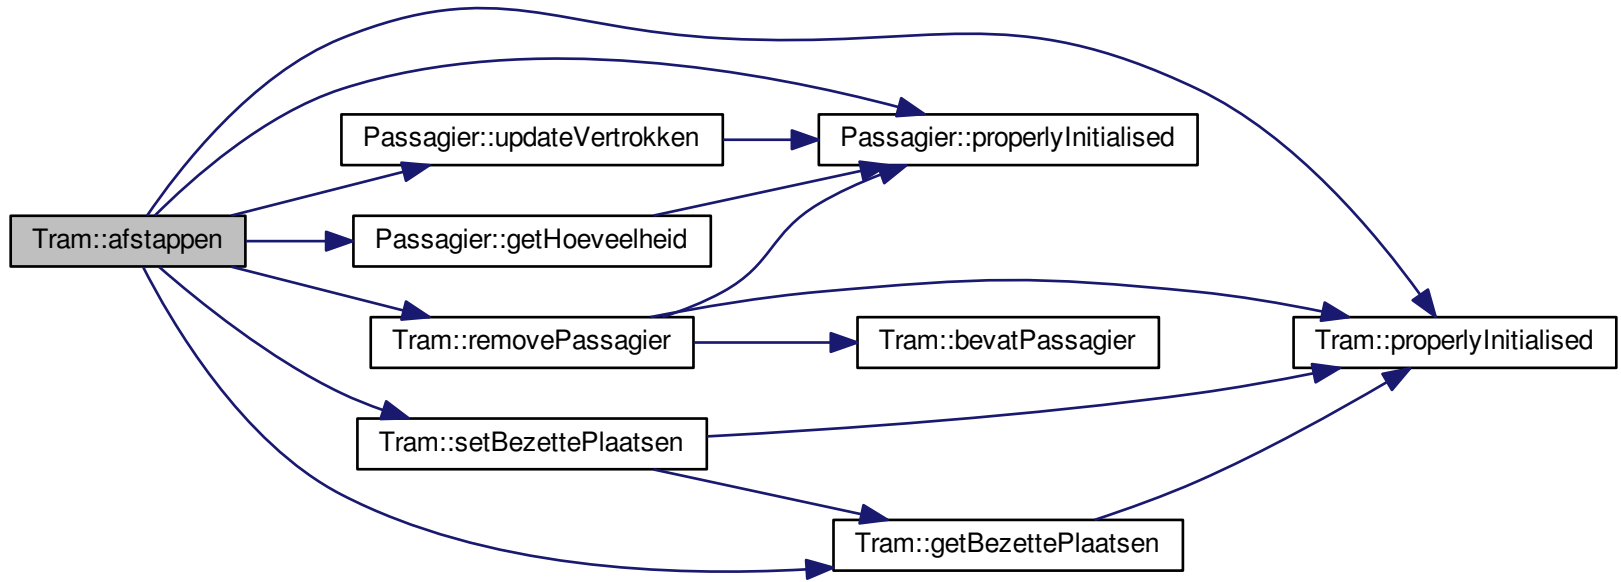 Tram::afstappen
Passagier::updateVertrokken
Passagier::getHoeveelheid
Tram::removePassagier
Tram::setBezettePlaatsen
Passagier::properlyInitialised
Tram::bevatPassagier
Tram::getBezettePlaatsen
Tram::properlyInitialised